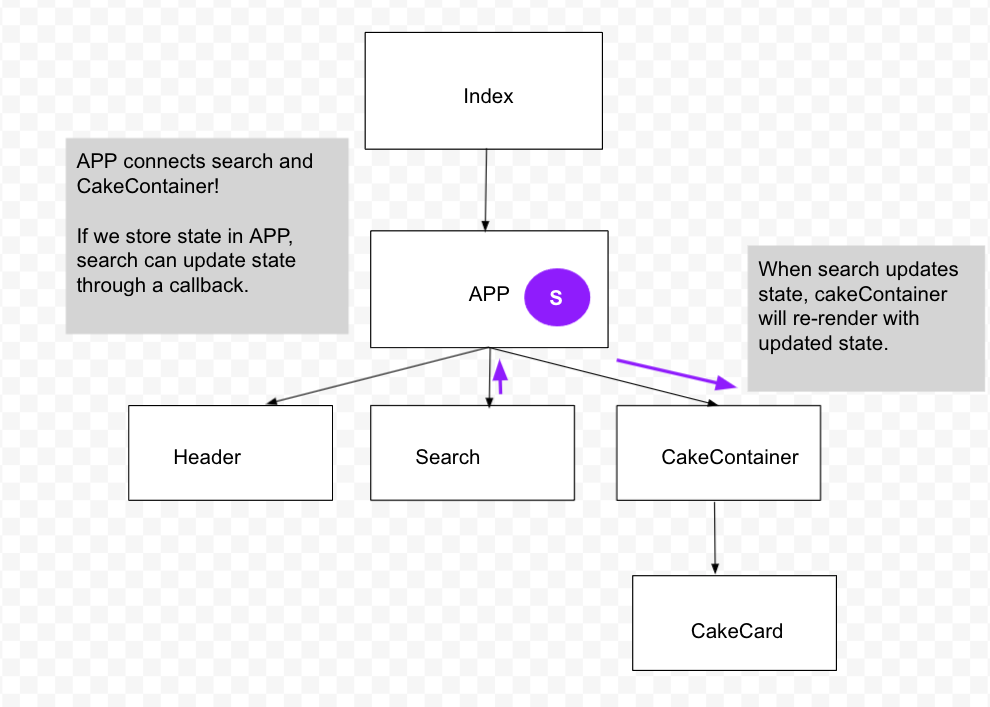 Index
APP connects search and
CakeContainer!
If we store state in APP,
search can update state
through a callback.
APP
S
When search updates
state, cakeContainer
will re-render with
updated state.
Header
Search
CakeContainer
CakeCard